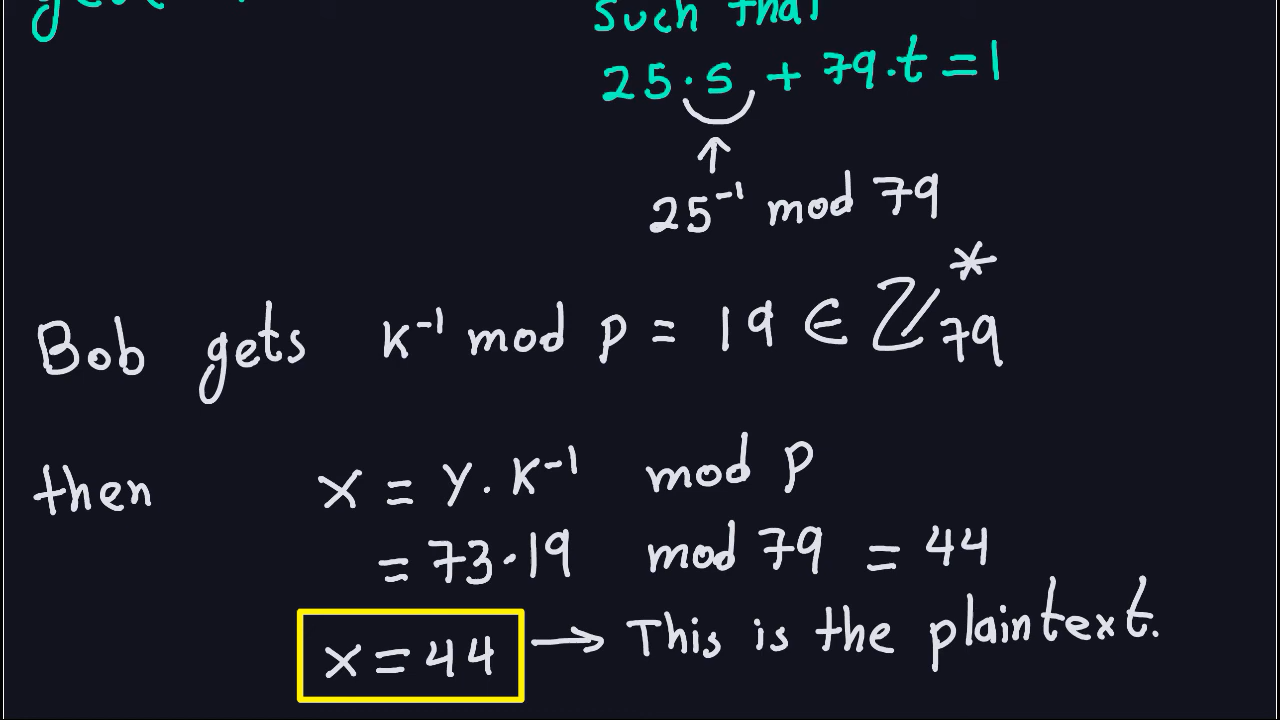 such that
25·s + 79·t = 1
↑
25⁻¹ mod 79
Bob gets K⁻¹ mod p = 19 ∈ ℤ*₇₉
then x = y · K⁻¹ mod p
= 73·19 mod 79 = 44
x = 44 → This is the plaintext.